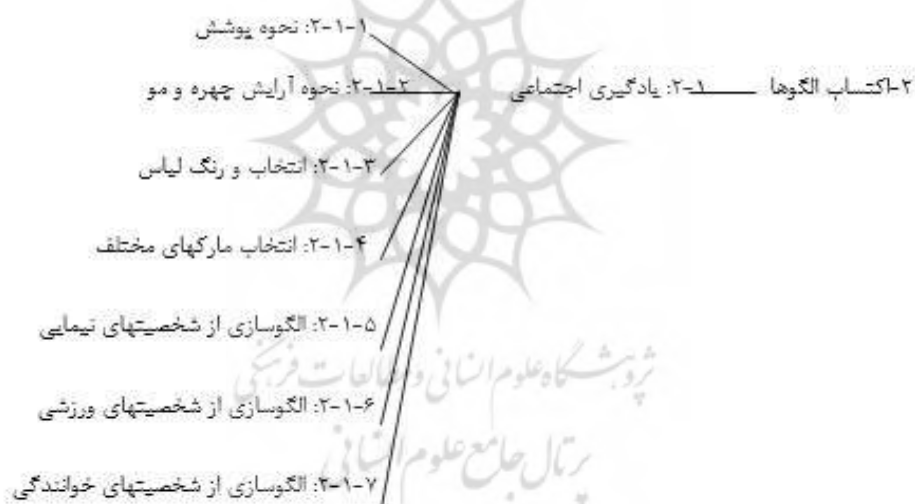 ۲-اکتساب الگوها
۲-۱: یادگیری اجتماعی
۲-۱-۱: نحوه پوشش
۲-۱-۲: نحوه آرایش چهره و مو
۲-۱-۳: انتخاب و رنگ لباس
۲-۱-۴: انتخاب مارکهای مختلف
۲-۱-۵: الگوسازی از شخصیتهای نیمایی
۲-۱-۶: الگوسازی از شخصیتهای ورزشی
۲-۱-۷: الگوسازی از شخصیتهای خوانندگی
پژوهشگاه علوم انسانی و مطالعات فرهنگی
پرتال جامع علوم انسانی